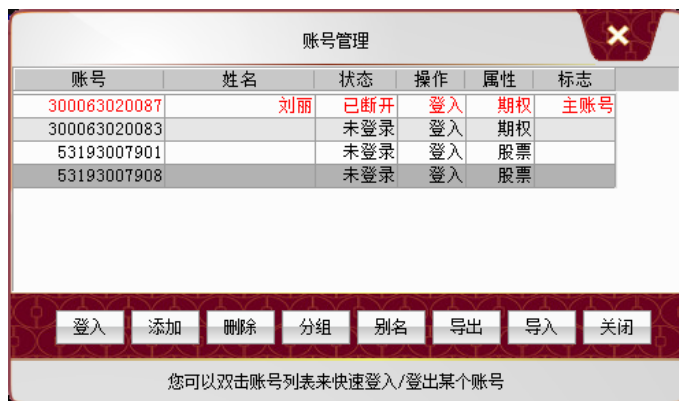 账号管理
账号 姓名 状态 操作 属性 标志
300063020087 刘丽 已断开 登入 期权 主账号
300063020083 未登录 登入 期权
53193007901 未登录 登入 股票
53193007908 未登录 登入 股票
登入 添加 删除 分组 别名 导出 导入 关闭
您可以双击账号列表来快速登入/登出某个账号